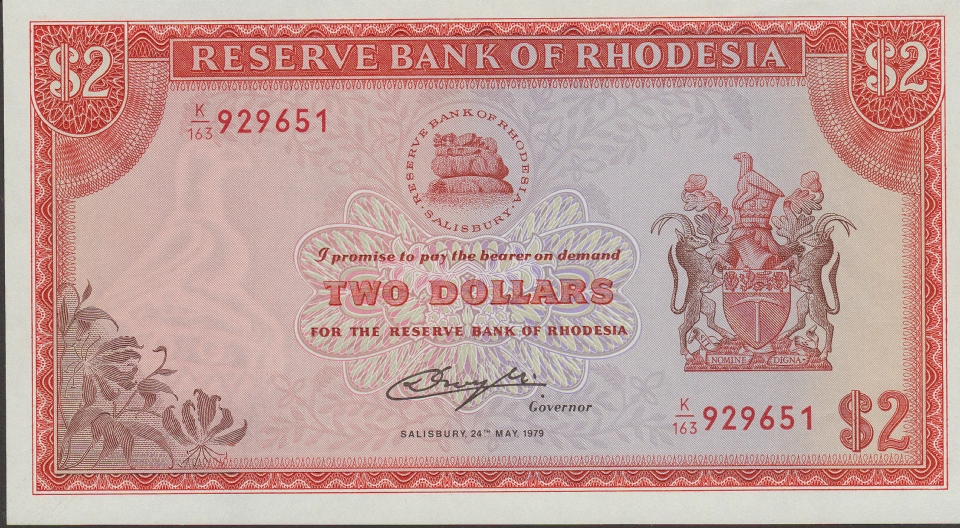 $2
RESERVE BANK OF RHODESIA
$2
K/163 929651
RESERVE BANK OF RHODESIA
· SALISBURY ·
I promise to pay the bearer on demand
TWO DOLLARS
FOR THE RESERVE BANK OF RHODESIA
Governor
SALISBURY, 24TH MAY, 1979
NOMINE DIGNA
K/163 929651
$2